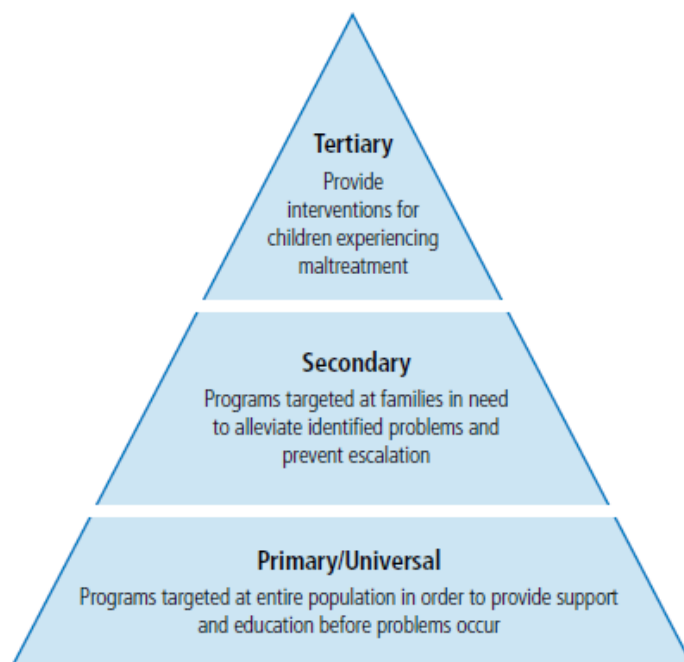 Tertiary
Provide
interventions for
children experiencing
maltreatment
Secondary
Programs targeted at families in need
to alleviate identified problems and
prevent escalation
Primary/Universal
Programs targeted at entire population in order to provide support
and education before problems occur